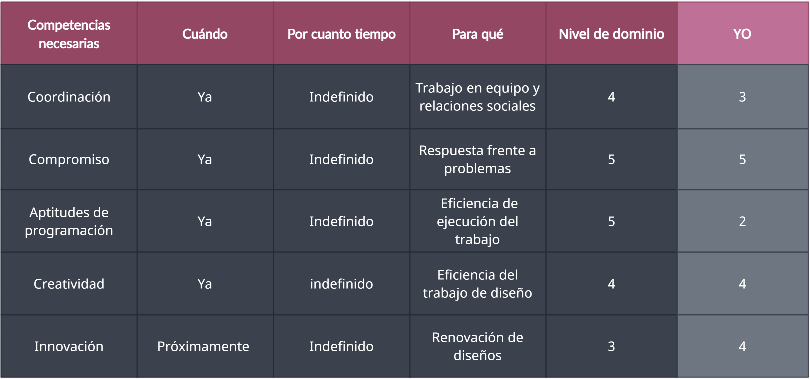 Competencias
necesarias
Cuándo
Por cuanto tiempo
Para qué
Nivel de dominio
YO
Coordinación
Ya
Indefinido
Trabajo en equipo y
relaciones sociales
4
3
Compromiso
Ya
Indefinido
Respuesta frente a
problemas
5
5
Aptitudes de
programación
Ya
Indefinido
Eficiencia de
ejecución del
trabajo
5
2
Creatividad
Ya
indefinido
Eficiencia del
trabajo de diseño
4
4
Innovación
Próximamente
Indefinido
Renovación de
diseños
3
4